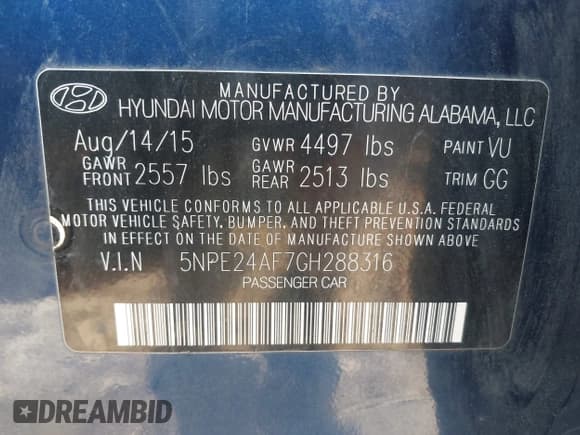 MANUFACTURED BY
HYUNDAI MOTOR MANUFACTURING ALABAMA, LLC
Aug/14/15 GVWR 4497 lbs PAINT VU
GAWR FRONT 2557 lbs GAWR REAR 2513 lbs TRIM GG
THIS VEHICLE CONFORMS TO ALL APPLICABLE U.S.A. FEDERAL
MOTOR VEHICLE SAFETY, BUMPER, AND THEFT PREVENTION STANDARDS
IN EFFECT ON THE DATE OF MANUFACTURE SHOWN ABOVE.
V.I.N 5NPE24AF7GH288316
PASSENGER CAR
DREAMBID